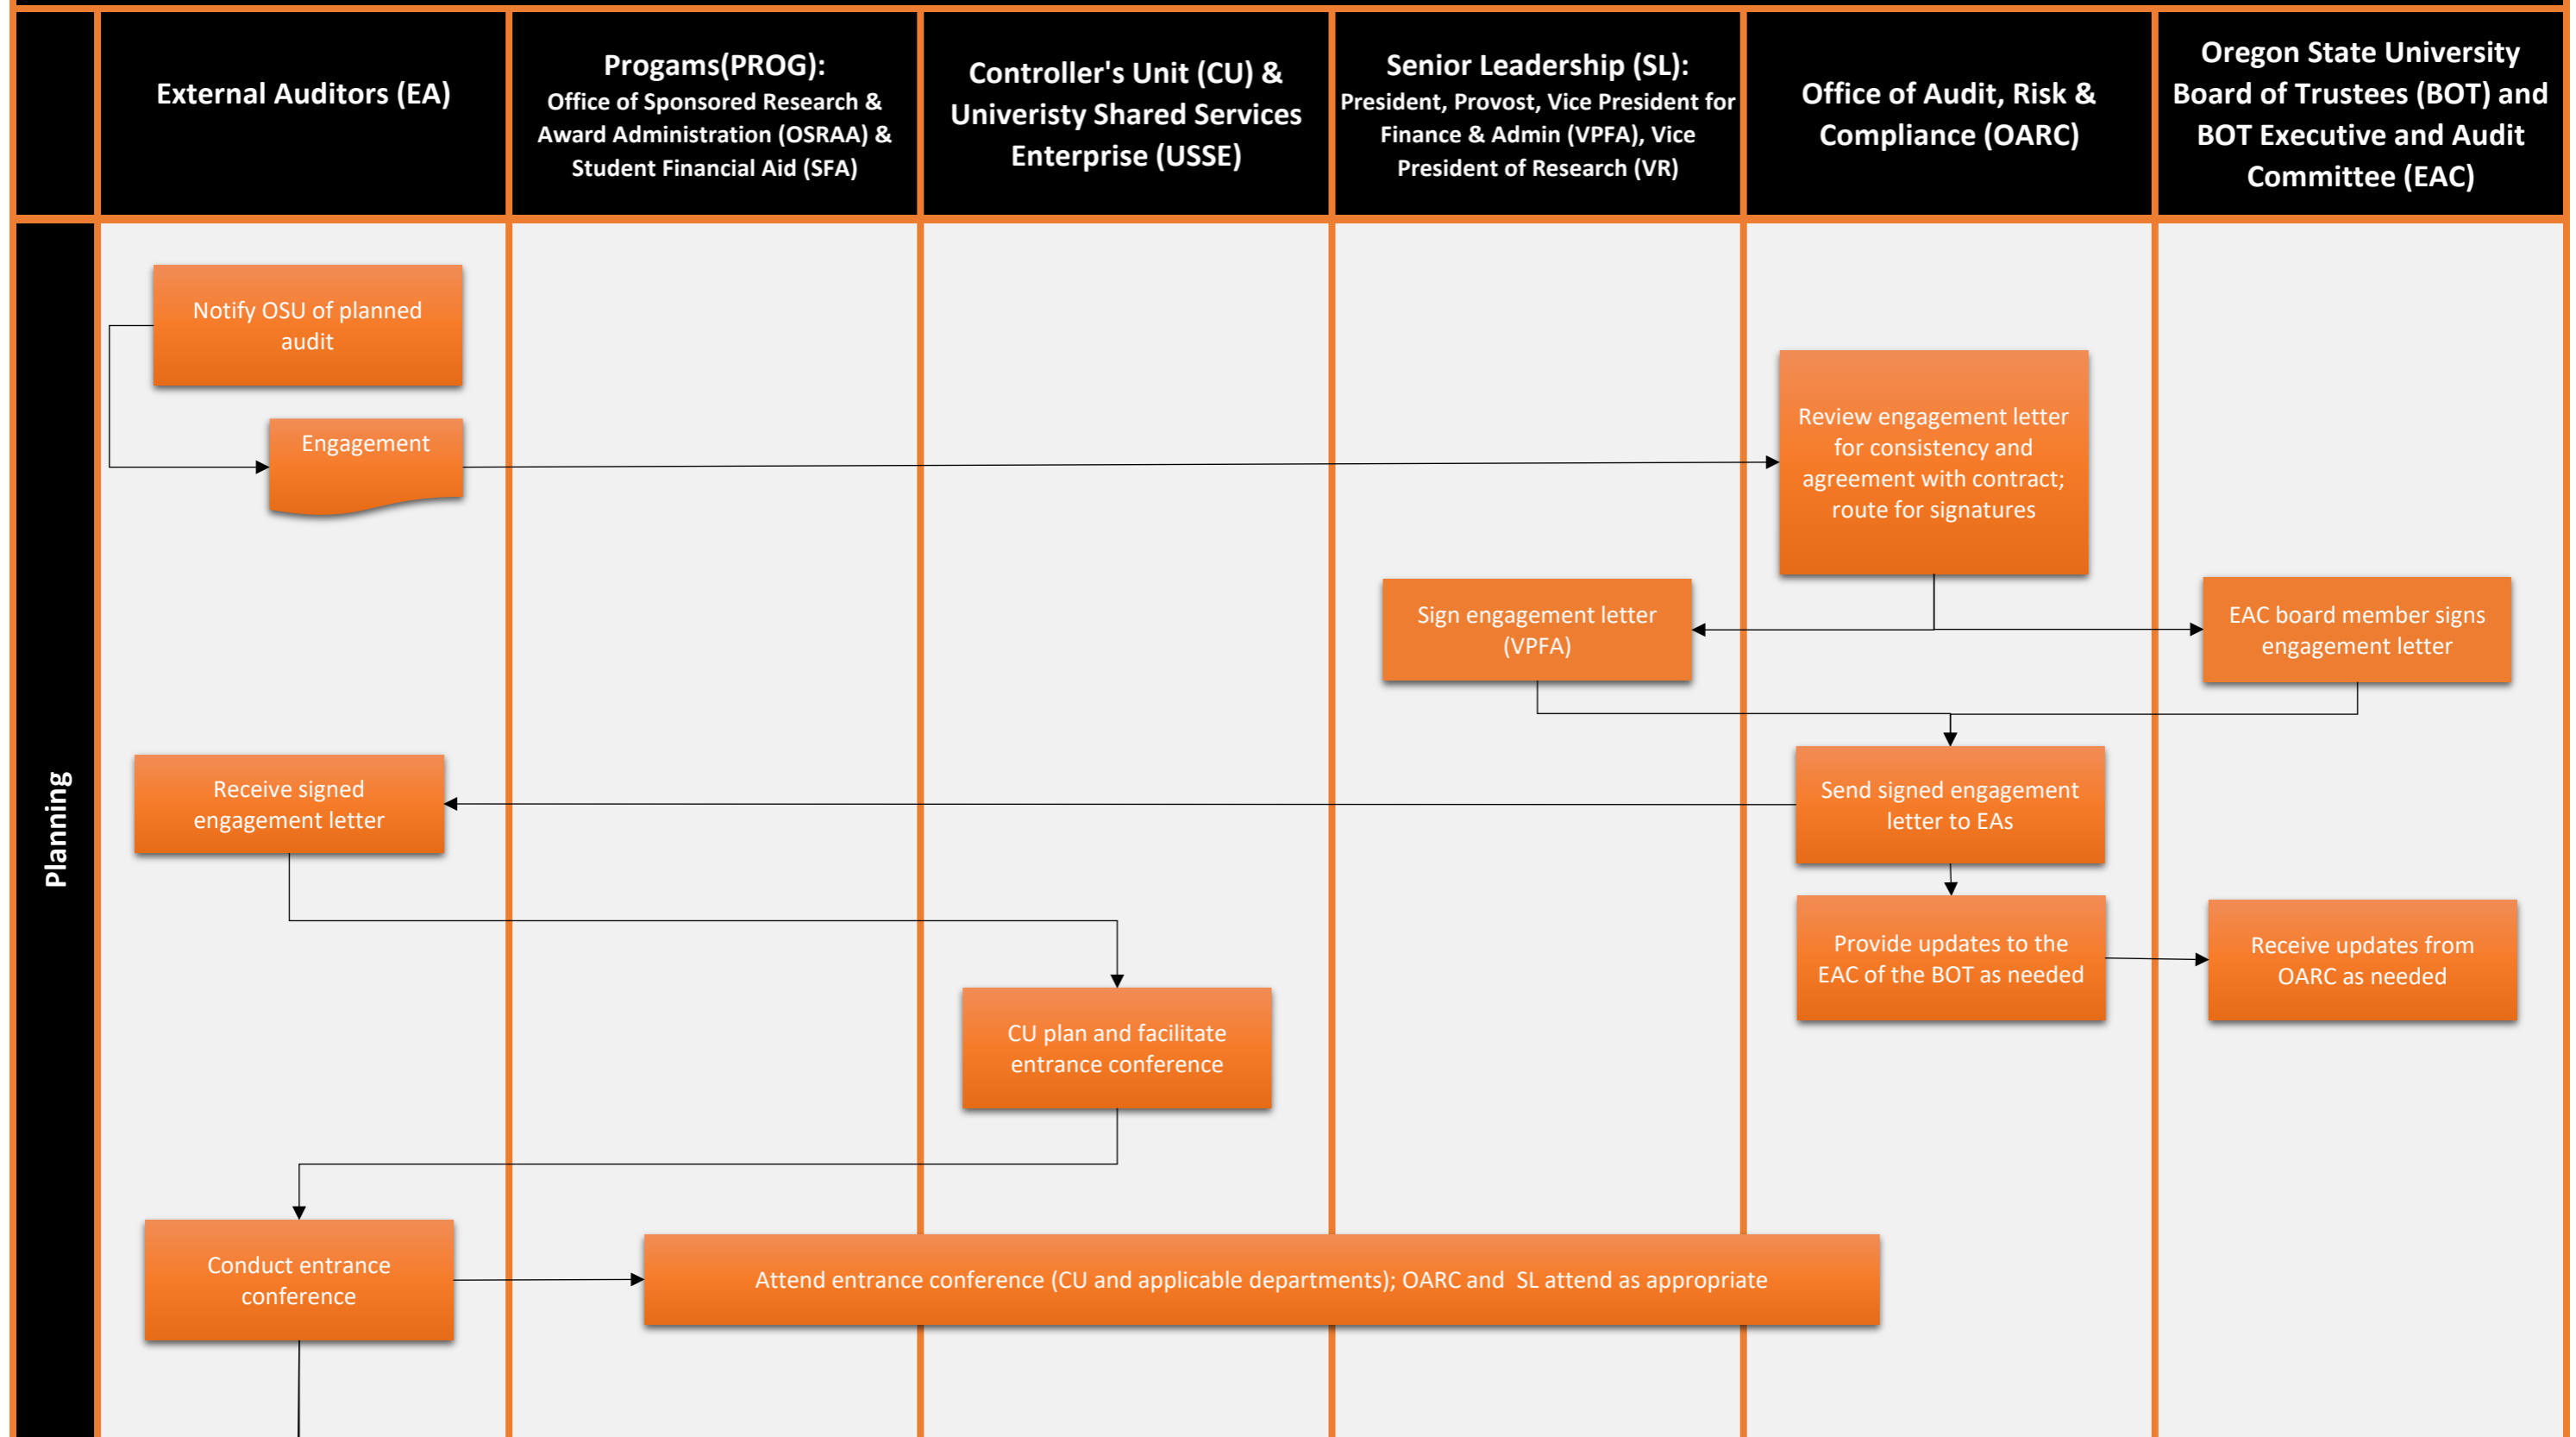 External Auditors (EA)
Progams(PROG):
Office of Sponsored Research &
Award Administration (OSRAA) &
Student Financial Aid (SFA)
Controller's Unit (CU) &
Univeristy Shared Services
Enterprise (USSE)
Senior Leadership (SL):
President, Provost, Vice President for
Finance & Admin (VPFA), Vice
President of Research (VR)
Office of Audit, Risk &
Compliance (OARC)
Oregon State University
Board of Trustees (BOT) and
BOT Executive and Audit
Committee (EAC)
Planning
Notify OSU of planned
audit
Engagement
Review engagement letter
for consistency and
agreement with contract;
route for signatures
Sign engagement letter
(VPFA)
EAC board member signs
engagement letter
Receive signed
engagement letter
Send signed engagement
letter to EAs
Provide updates to the
EAC of the BOT as needed
Receive updates from
OARC as needed
CU plan and facilitate
entrance conference
Conduct entrance
conference
Attend entrance conference (CU and applicable departments); OARC and  SL attend as appropriate